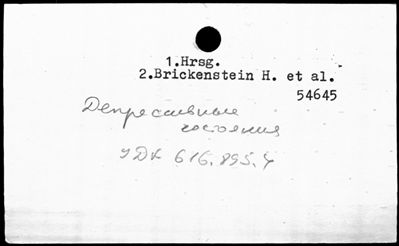 1.Hrsg.
2.Brickenstein H. et al.
54645
Депрессивные
состояния
УДК 616.895.4